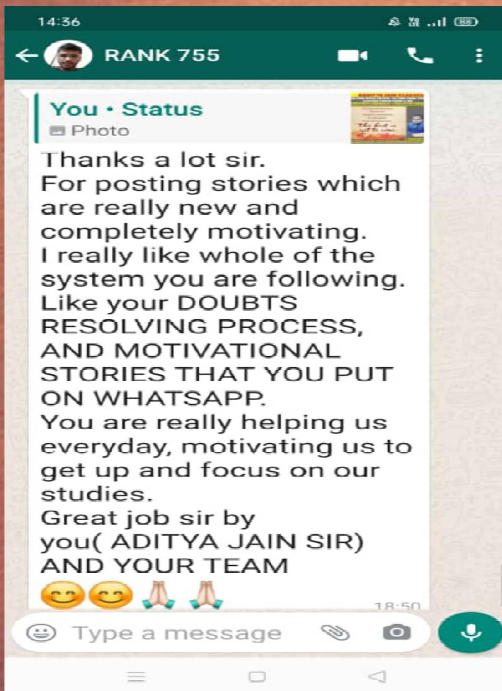 14:36
88
RANK 755
You • Status
Photo
Thanks a lot sir.
For posting stories which
are really new and
completely motivating.
I really like whole of the
system you are following.
Like your DOUBTS
RESOLVING PROCESS,
AND MOTIVATIONAL
STORIES THAT YOU PUT
ON WHATSAPP.
You are really helping us
everyday, motivating us to
get up and focus on our
studies.
Great job sir by
you( ADITYA JAIN SIR)
AND YOUR TEAM
18:50
Type a message